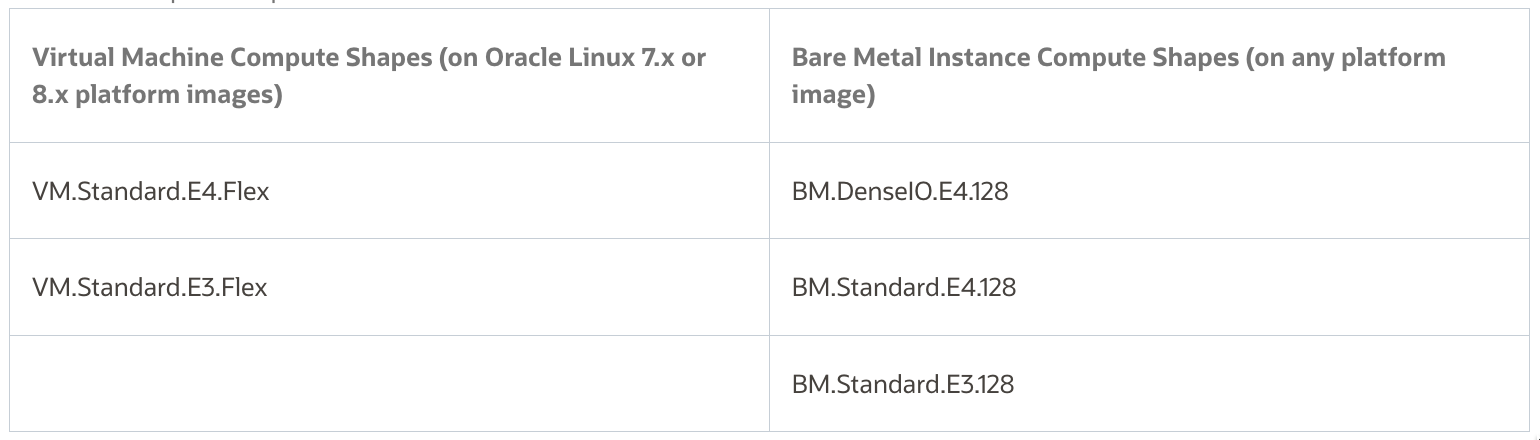 Virtual Machine Compute Shapes (on Oracle Linux 7.x or
8.x platform images)
Bare Metal Instance Compute Shapes (on any platform
image)
VM.Standard.E4.Flex
BM.DenseIO.E4.128
VM.Standard.E3.Flex
BM.Standard.E4.128
BM.Standard.E3.128